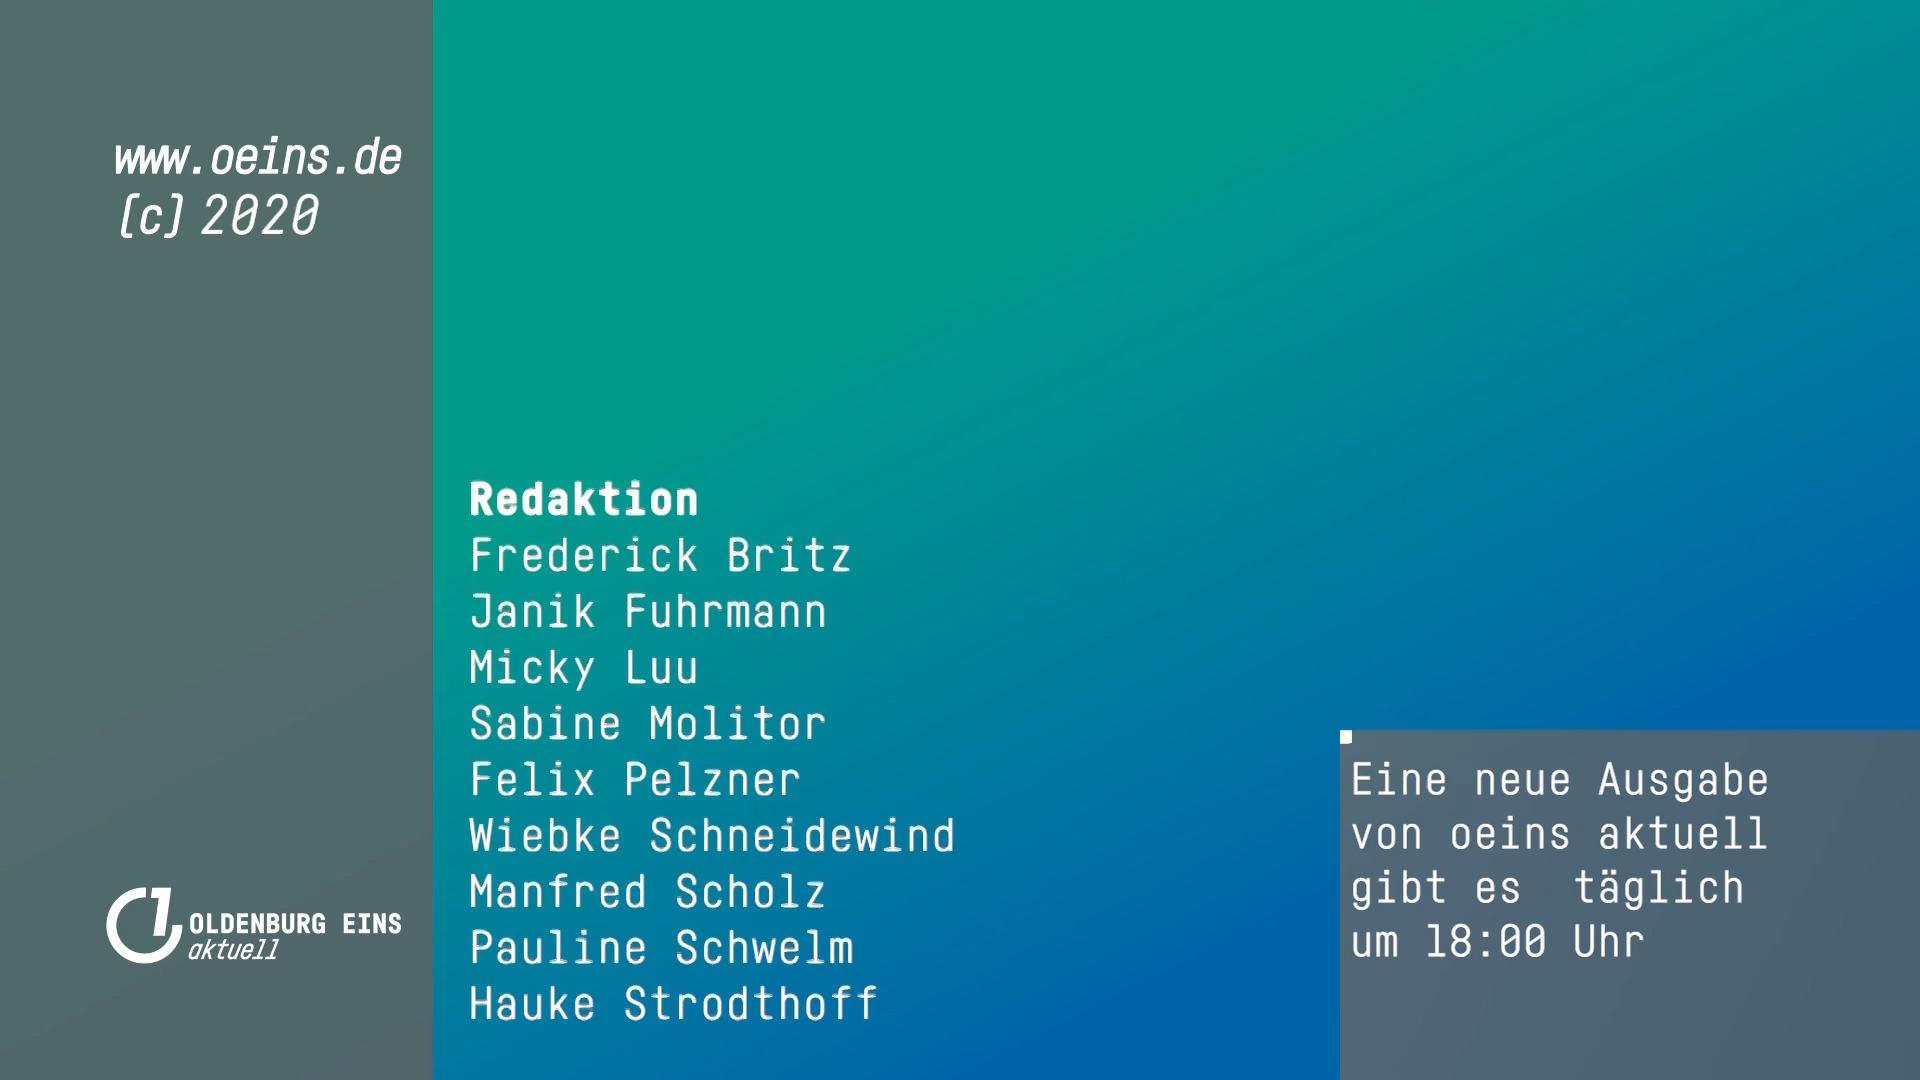 www.oeins.de
(c) 2020
Redaktion
Frederick Britz
Janik Fuhrmann
Micky Luu
Sabine Molitor
Felix Pelzner
Wiebke Schneidewind
Manfred Scholz
Pauline Schwelm
Hauke Strodthoff
Eine neue Ausgabe
von oeins aktuell
gibt es  täglich
um 18:00 Uhr
OLDENBURG EINS
aktuell